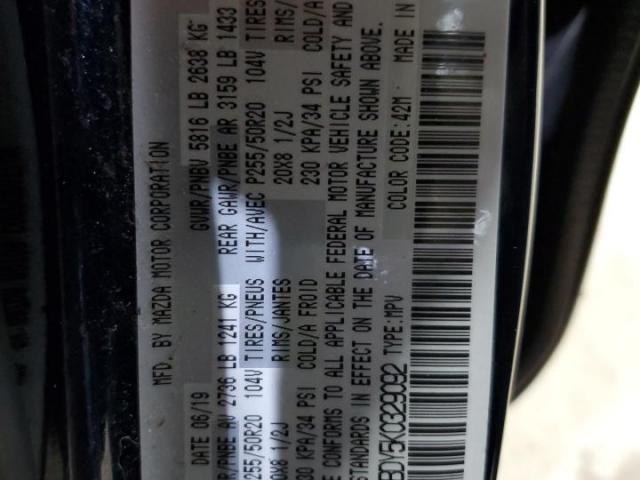 MFD. BY MAZDA MOTOR CORPORATION
DATE 06/19 GVWR/PNBV 5816 LB 2638 KG
R/PNBE AV 2736 LB 1241 KG REAR GAWR/PNBE AR 3159 LB 1433
255/50R20 104V TIRES/PNEUS WITH/AVEC P255/50R20 104V TIRES
20X8 1/2J RIMS/JANTES 20X8 1/2J RIMS/
230 KPA/34 PSI COLD/A FROID 230 KPA/34 PSI COLD/A
E CONFORMS TO ALL APPLICABLE FEDERAL MOTOR VEHICLE SAFETY AND
STANDARDS IN EFFECT ON THE DATE OF MANUFACTURE SHOWN ABOVE.
BDY5K0329092 TYPE:MPV COLOR CODE: 42M MADE IN